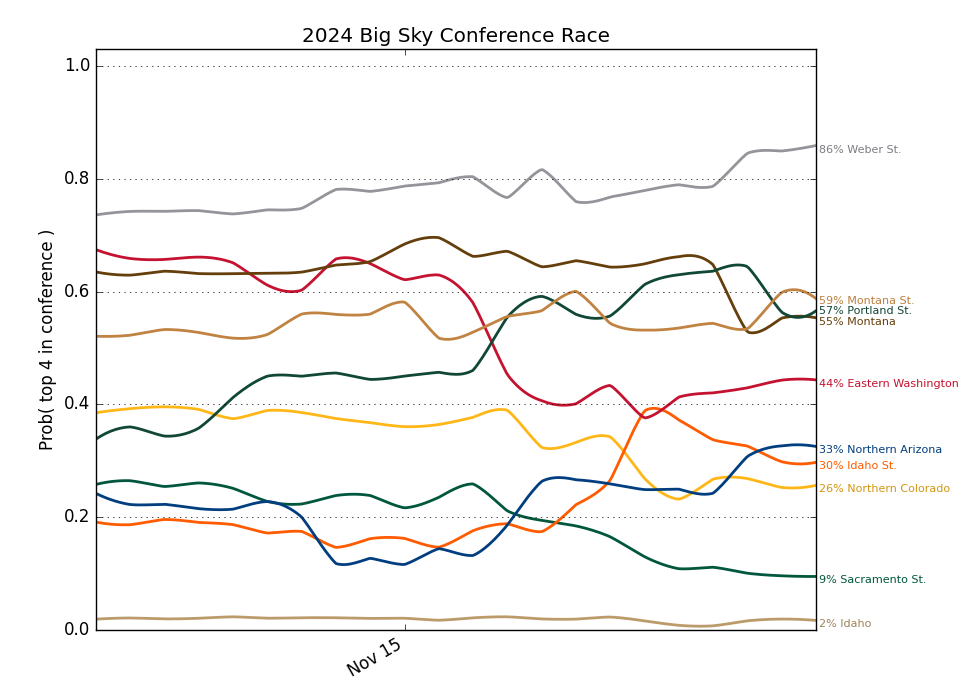 2024 Big Sky Conference Race
Prob( top 4 in conference )
1.0
0.8
0.6
0.4
0.2
0.0
Nov 15
86% Weber St.
59% Montana St.
57% Portland St.
55% Montana
44% Eastern Washington
33% Northern Arizona
30% Idaho St.
26% Northern Colorado
9% Sacramento St.
2% Idaho